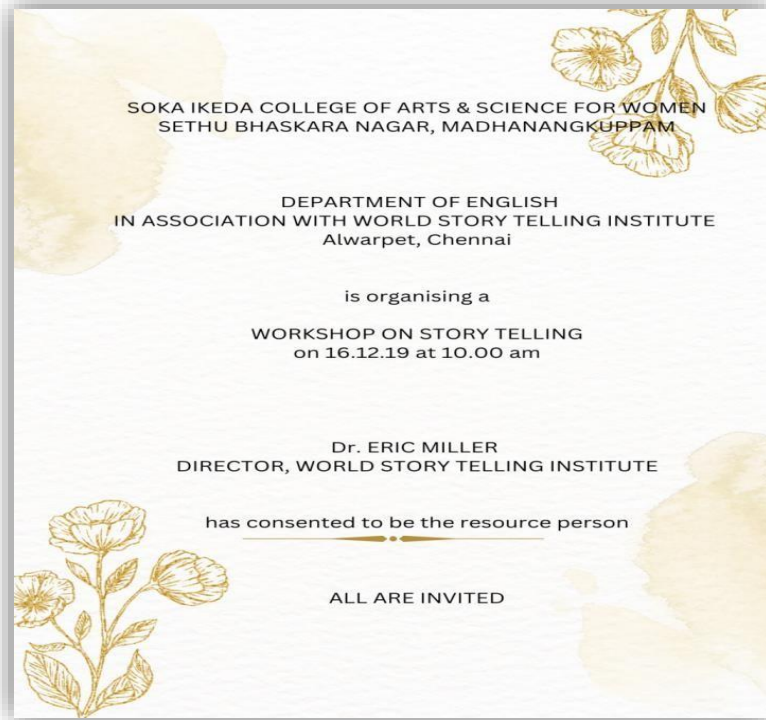 SOKA IKEDA COLLEGE OF ARTS & SCIENCE FOR WOMEN
SETHU BHASKARA NAGAR, MADHANANGKUPPAM
DEPARTMENT OF ENGLISH
IN ASSOCIATION WITH WORLD STORY TELLING INSTITUTE
Alwarpet, Chennai
is organising a
WORKSHOP ON STORY TELLING
on 16.12.19 at 10.00 am
Dr. ERIC MILLER
DIRECTOR, WORLD STORY TELLING INSTITUTE
has consented to be the resource person
ALL ARE INVITED